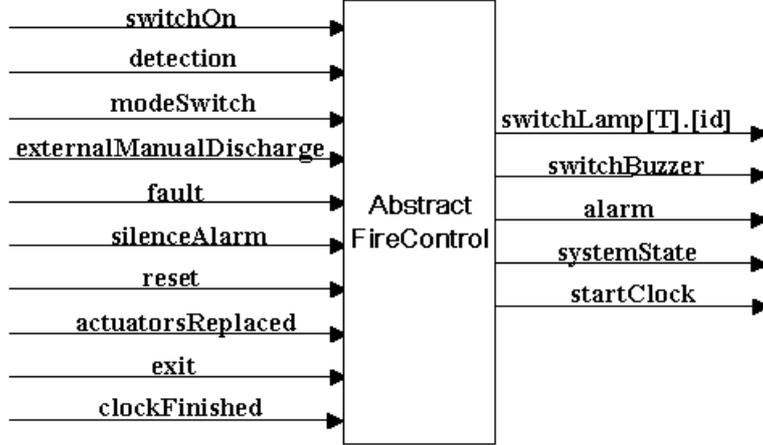 switchOn
detection
modeSwitch
externalManualDischarge
fault
silenceAlarm
reset
actuatorsReplaced
exit
clockFinished
Abstract
FireControl
switchLamp[T].[id]
switchBuzzer
alarm
systemState
startClock